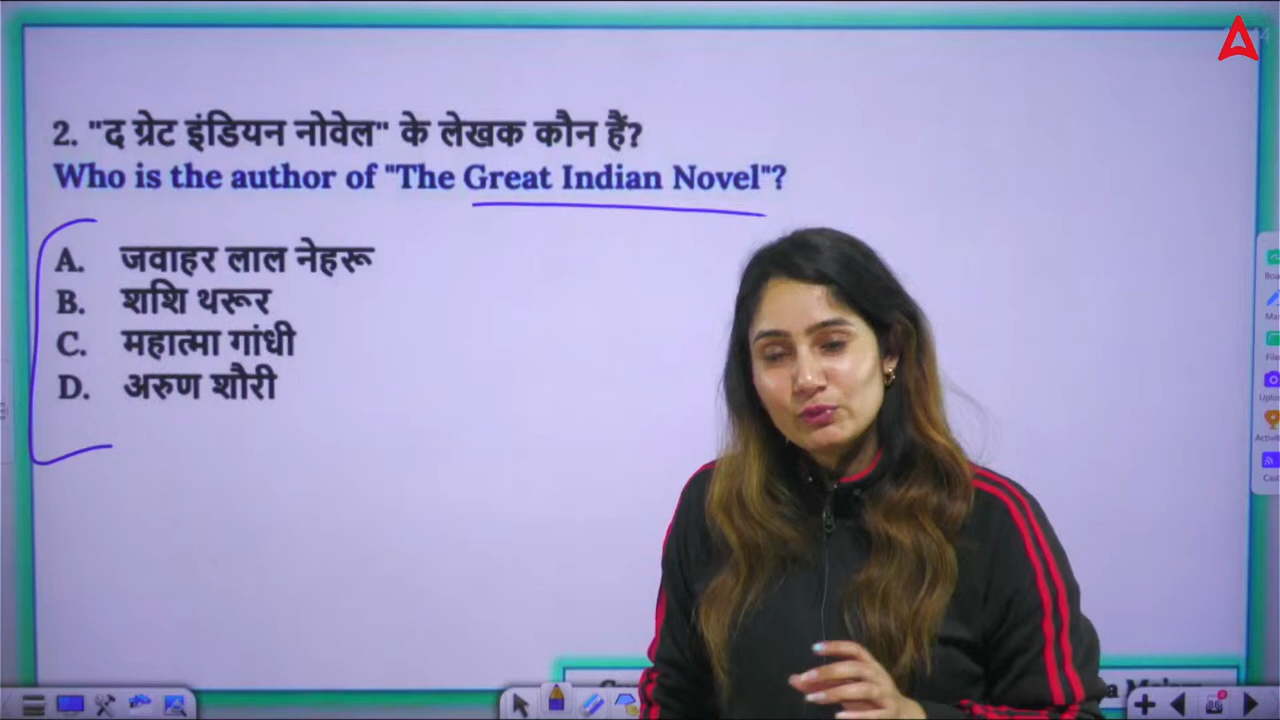 2. "द ग्रेट इंडियन नोवेल" के लेखक कौन हैं?
Who is the author of "The Great Indian Novel"?
A. जवाहर लाल नेहरू
B. शशि थरूर
C. महात्मा गांधी
D. अरुण शौरी